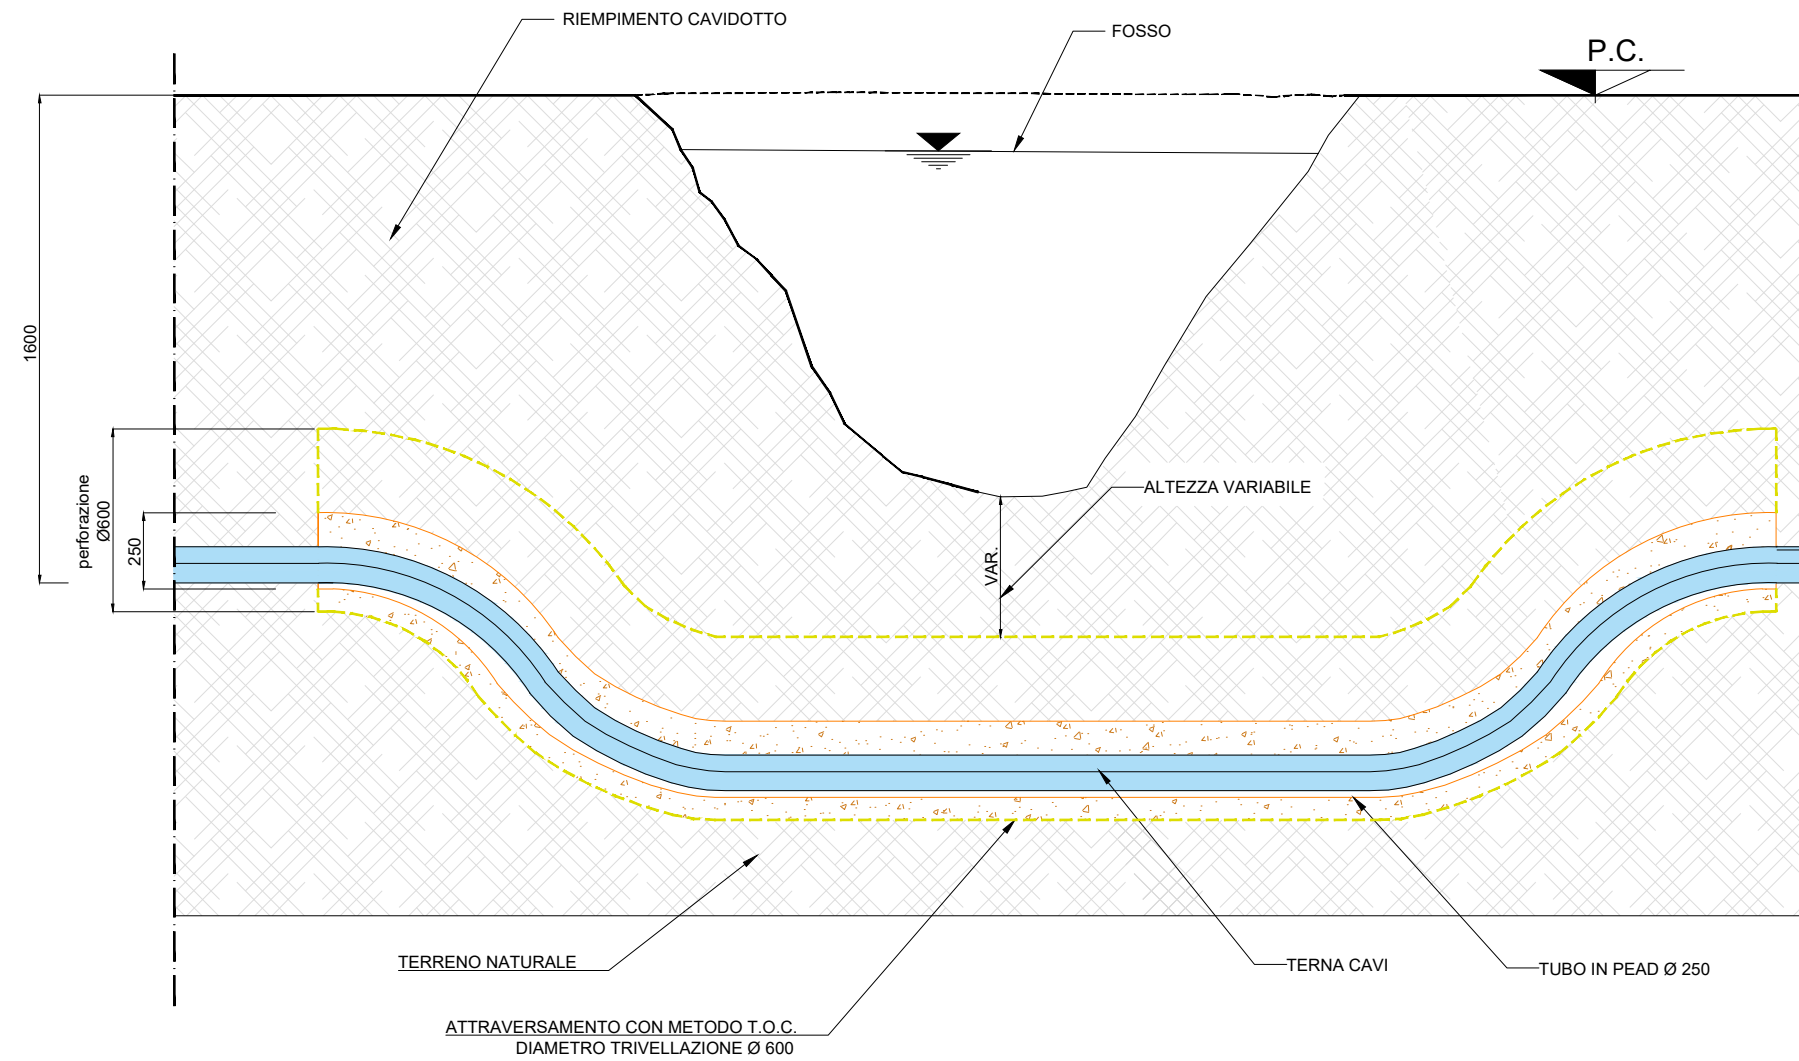 RIEMPIMENTO CAVIDOTTO
FOSSO
P.C.
1600
perforazione
Ø600
250
ALTEZZA VARIABILE
VAR.
TERRENO NATURALE
TERNA CAVI
TUBO IN PEAD Ø 250
ATTRAVERSAMENTO CON METODO T.O.C.
DIAMETRO TRIVELLAZIONE Ø 600